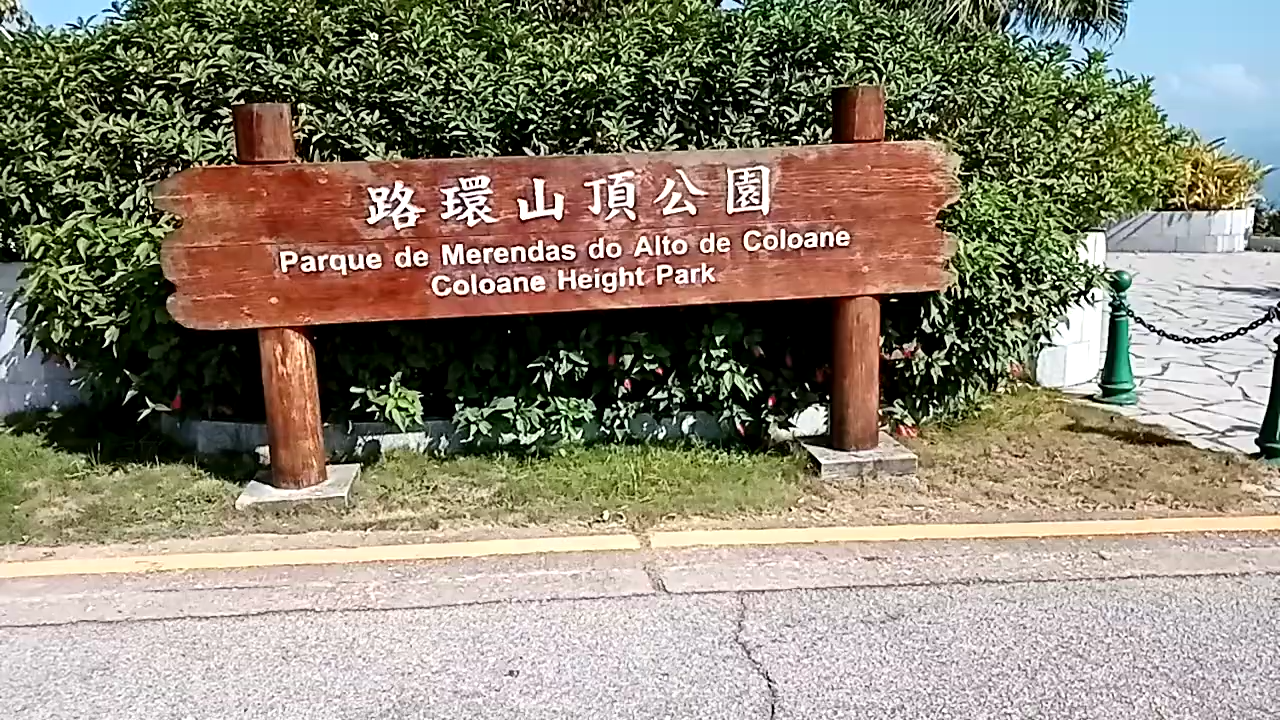 路環山頂公園
Parque de Merendas do Alto de Coloane
Coloane Height Park